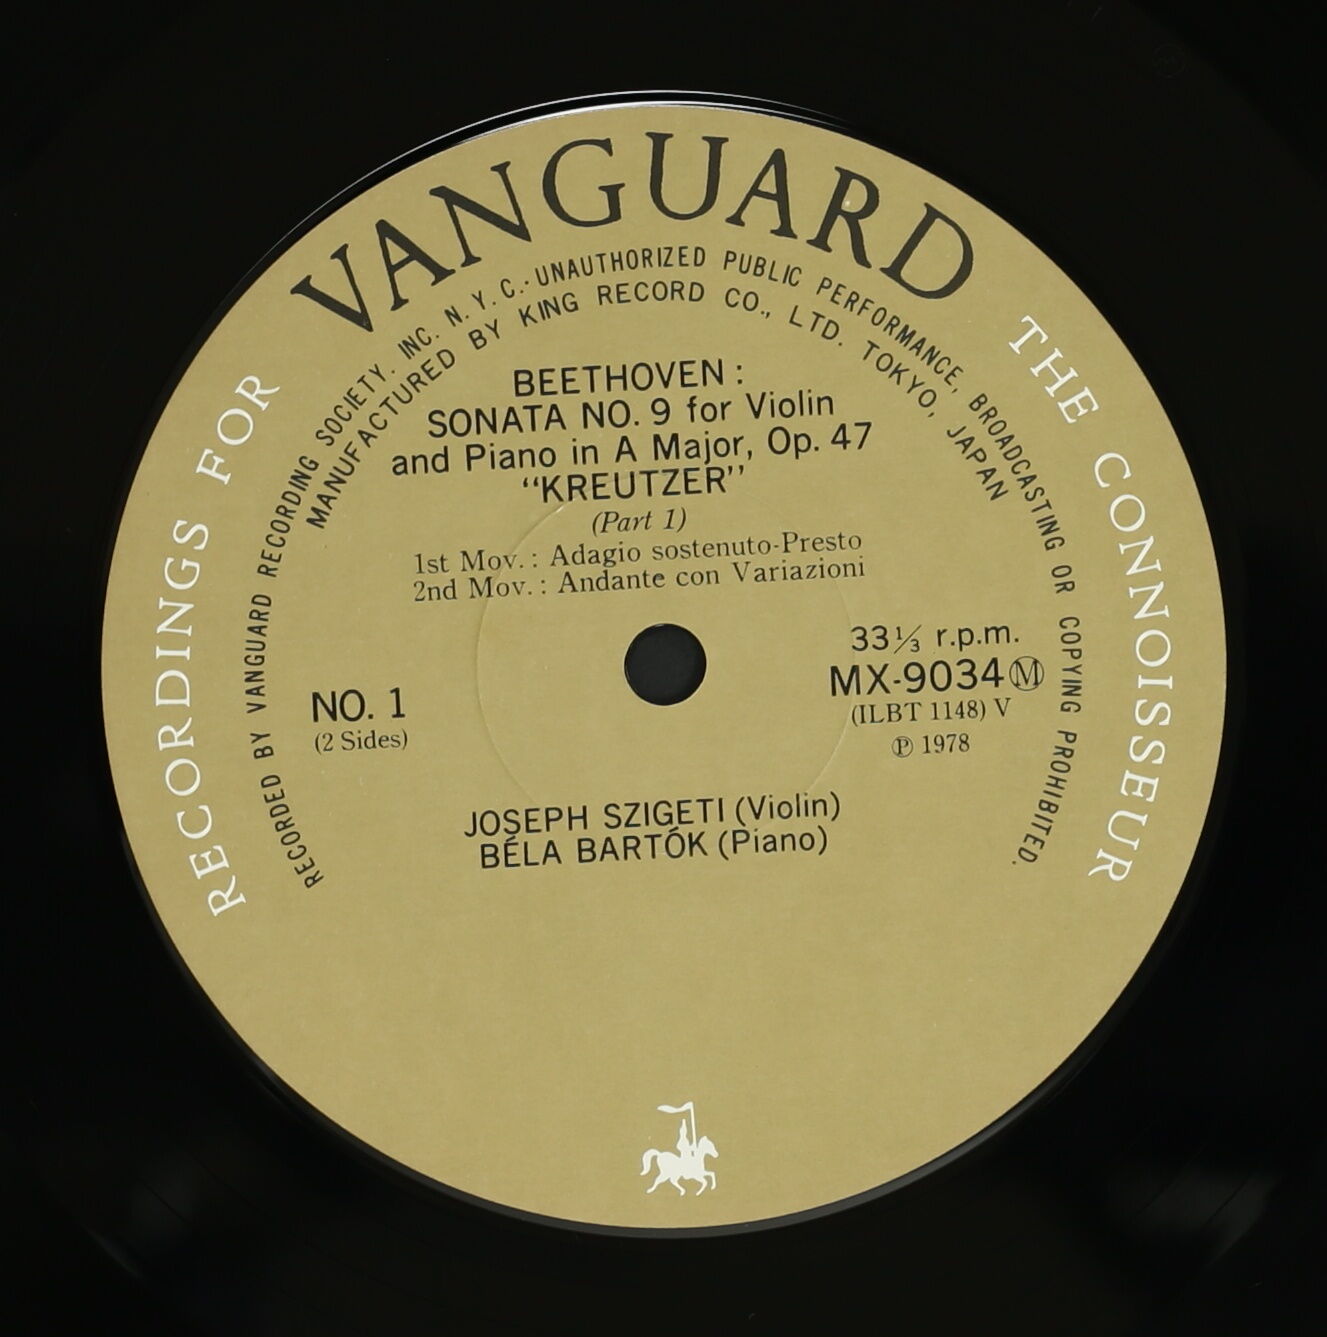 VANGUARD
RECORDINGS FOR THE CONNOISSEUR
RECORDED BY VANGUARD RECORDING SOCIETY. INC. N. Y. C.·UNAUTHORIZED PUBLIC PERFORMANCE, BROADCASTING OR COPYING PROHIBITED.
MANUFACTURED BY KING RECORD CO., LTD. TOKYO, JAPAN
BEETHOVEN :
SONATA NO. 9 for Violin
and Piano in A Major, Op. 47
“KREUTZER”
(Part 1)
1st Mov. : Adagio sostenuto-Presto
2nd Mov. : Andante con Variazioni
33⅓ r.p.m.
MX-9034Ⓜ
(ILBT 1148) V
℗ 1978
NO. 1
(2 Sides)
JOSEPH SZIGETI (Violin)
BÉLA BARTÓK (Piano)